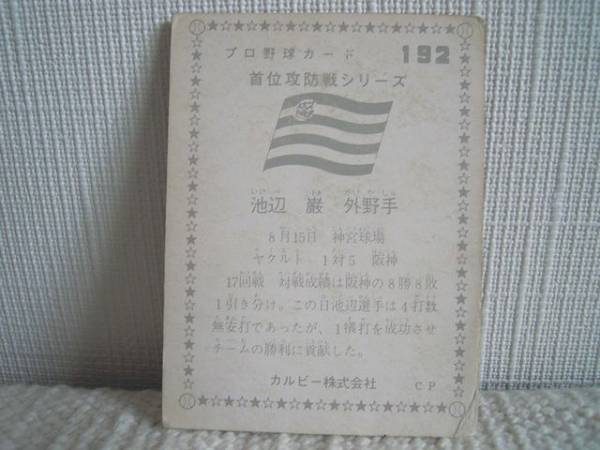 プロ野球カード 192
首位攻防戦シリーズ
池辺 巌 外野手
8月15日 神宮球場
ヤクルト 1対5 阪神
17回戦 対戦成績は阪神の8勝8敗
1引き分け。この日池辺選手は4打数
無安打であったが、1犠打を成功させ
チームの勝利に貢献した。
カルビー株式会社 CP